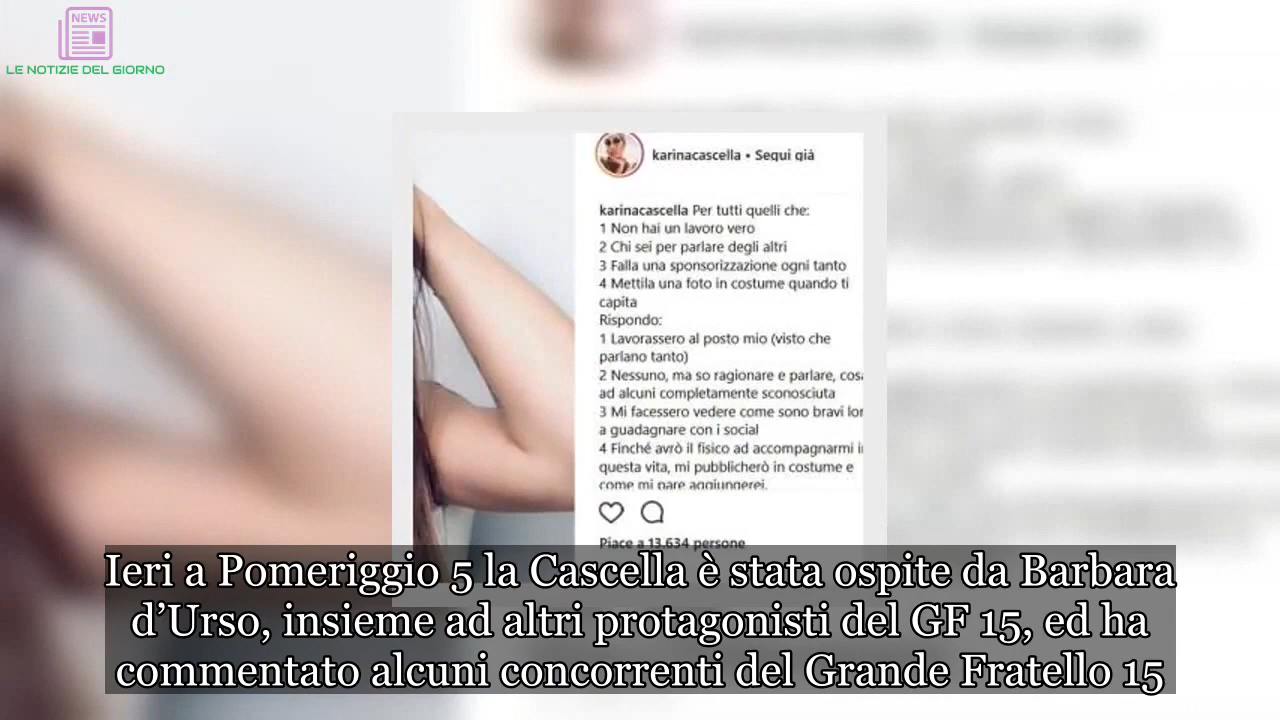 NEWS
LE NOTIZIE DEL GIORNO
karinacascella • Segui già
karinacascella Per tutti quelli che:
1 Non hai un lavoro vero
2 Chi sei per parlare degli altri
3 Falla una sponsorizzazione ogni tanto
4 Mettila una foto in costume quando ti
capita
Rispondo:
1 Lavorassero al posto mio (visto che
parlano tanto)
2 Nessuno, ma so ragionare e parlare, cosa
ad alcuni completamente sconosciuta
3 Mi facessero vedere come sono bravi lor
a guadagnare con i social
4 Finché avrò il fisico ad accompagnarmi i
questa vita, mi pubblicherò in costume e
come mi pare aggiungerei.
Piace a 13.634 persone
Ieri a Pomeriggio 5 la Cascella è stata ospite da Barbara
d’Urso, insieme ad altri protagonisti del GF 15, ed ha
commentato alcuni concorrenti del Grande Fratello 15